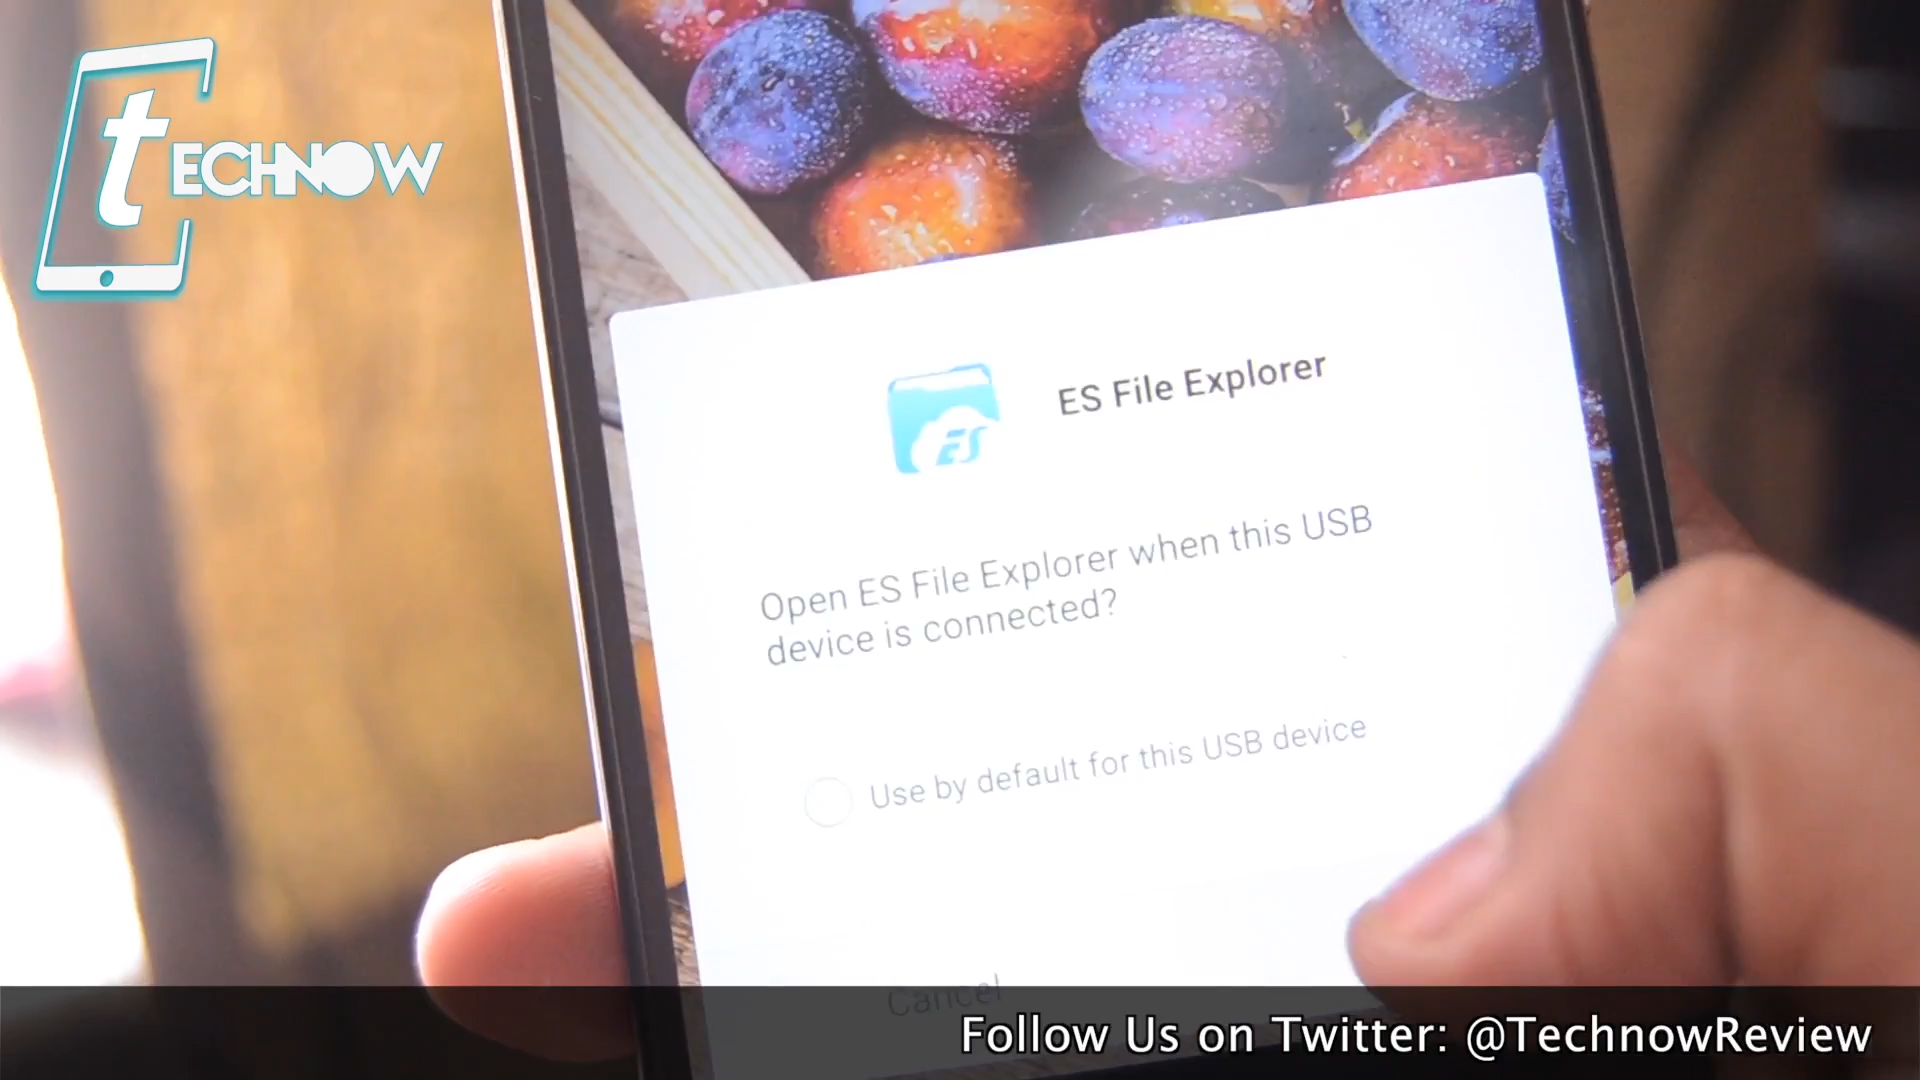 tECHNOW
ES File Explorer
ES
Open ES File Explorer when this USB
device is connected?
Use by default for this USB device
Cancel
Follow Us on Twitter: @TechnowReview